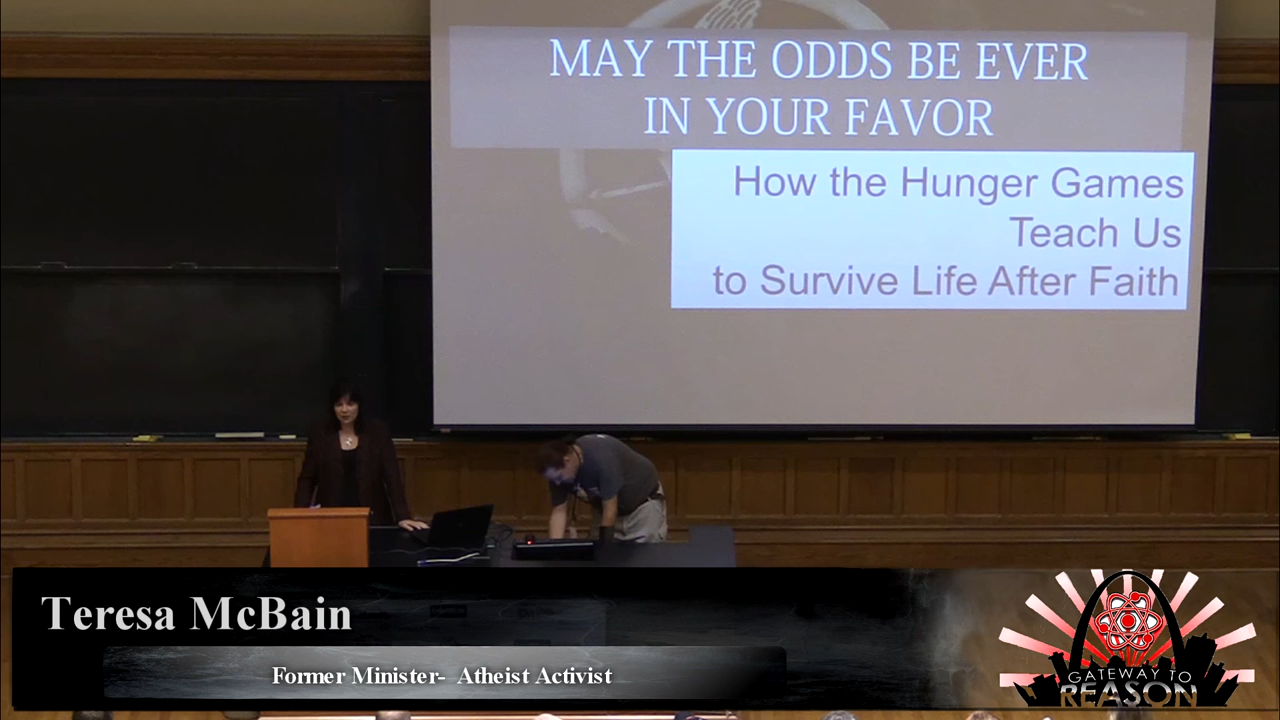 MAY THE ODDS BE EVER
IN YOUR FAVOR
How the Hunger Games
Teach Us
to Survive Life After Faith
Teresa McBain
Former Minister- Atheist Activist
GATEWAY TO
REASON